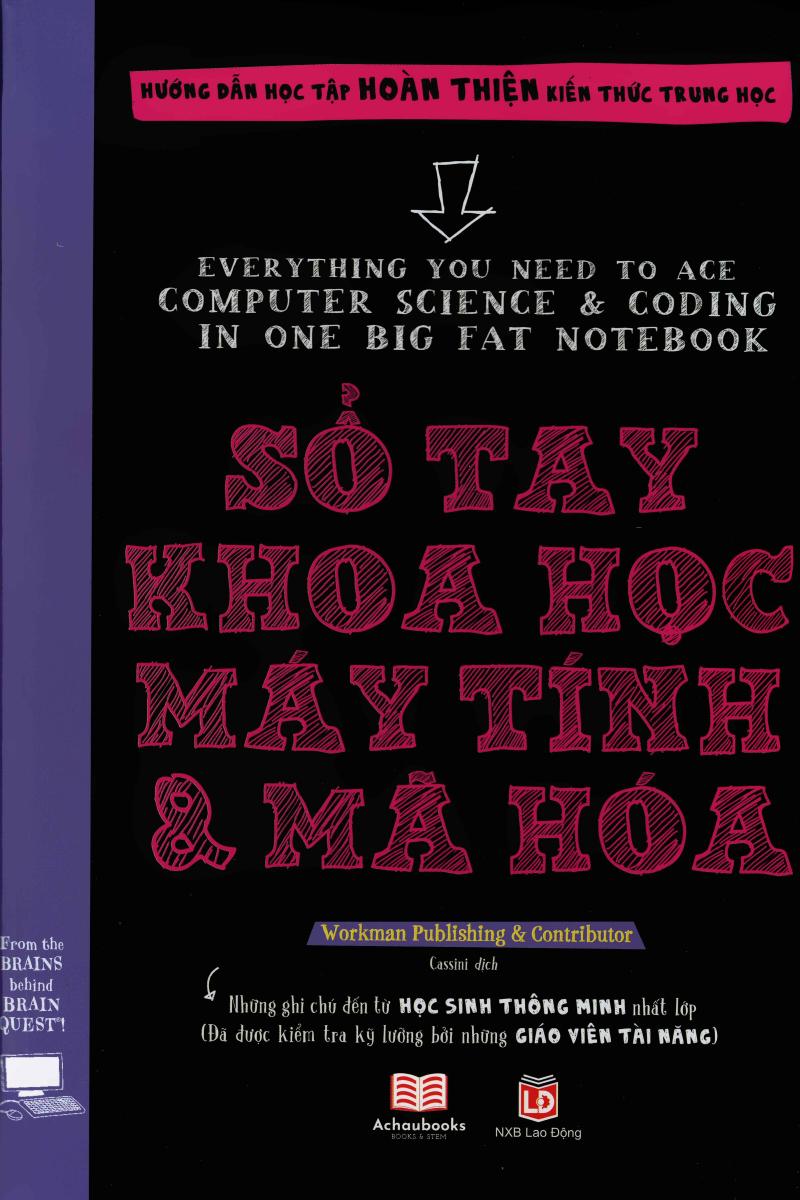 HƯỚNG DẪN HỌC TẬP HOÀN THIỆN KIẾN THỨC TRUNG HỌC
EVERYTHING YOU NEED TO ACE
COMPUTER SCIENCE & CODING
IN ONE BIG FAT NOTEBOOK
SỔ TAY
KHOA HỌC
MÁY TÍNH
& MÃ HÓA
Workman Publishing & Contributor
Cassini dịch
Những ghi chú đến từ HỌC SINH THÔNG MINH nhất lớp
(Đã được kiểm tra kỹ lưỡng bởi những GIÁO VIÊN TÀI NĂNG)
From the
BRAINS
behind
BRAIN
QUEST®!
Achaubooks
BOOKS & STEM
LĐ
NXB Lao Động